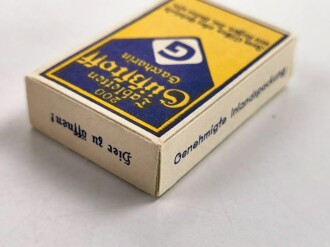 200
Tabletten
Süßstoff
Saccharin
G
Hier zu öffnen!
Genehmigte Inlandspackung